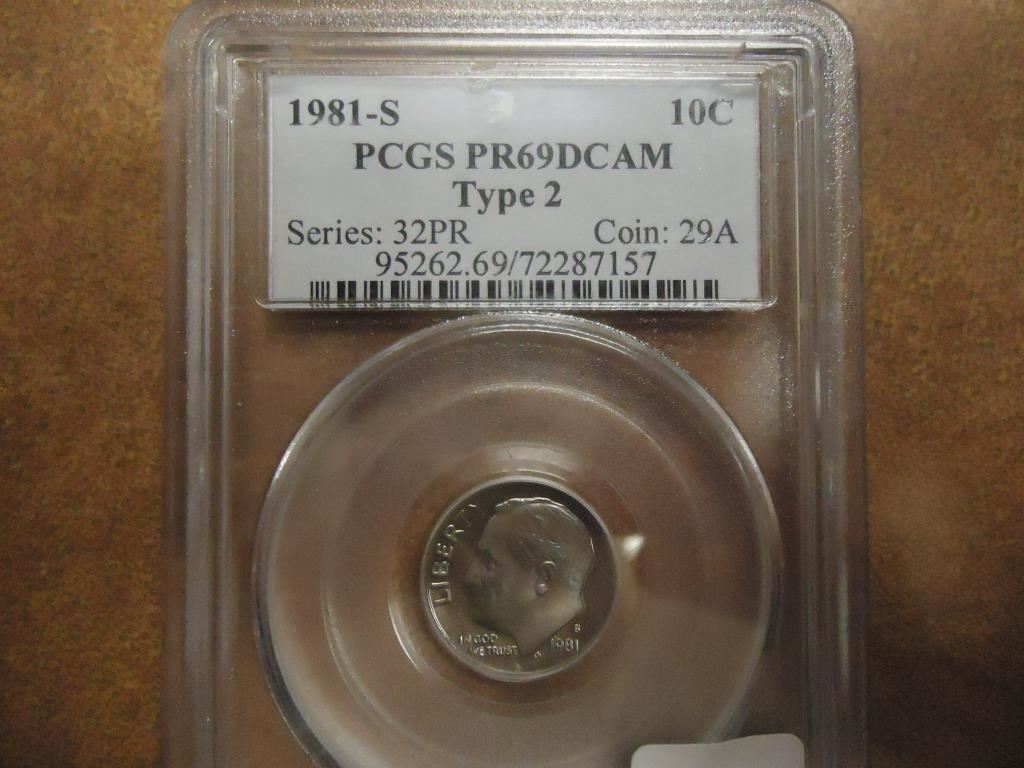 1981-S 10C
PCGS PR69DCAM
Type 2
Series: 32PR Coin: 29A
95262.69/72287157
LIBERTY
IN GOD
WE TRUST
S
1981